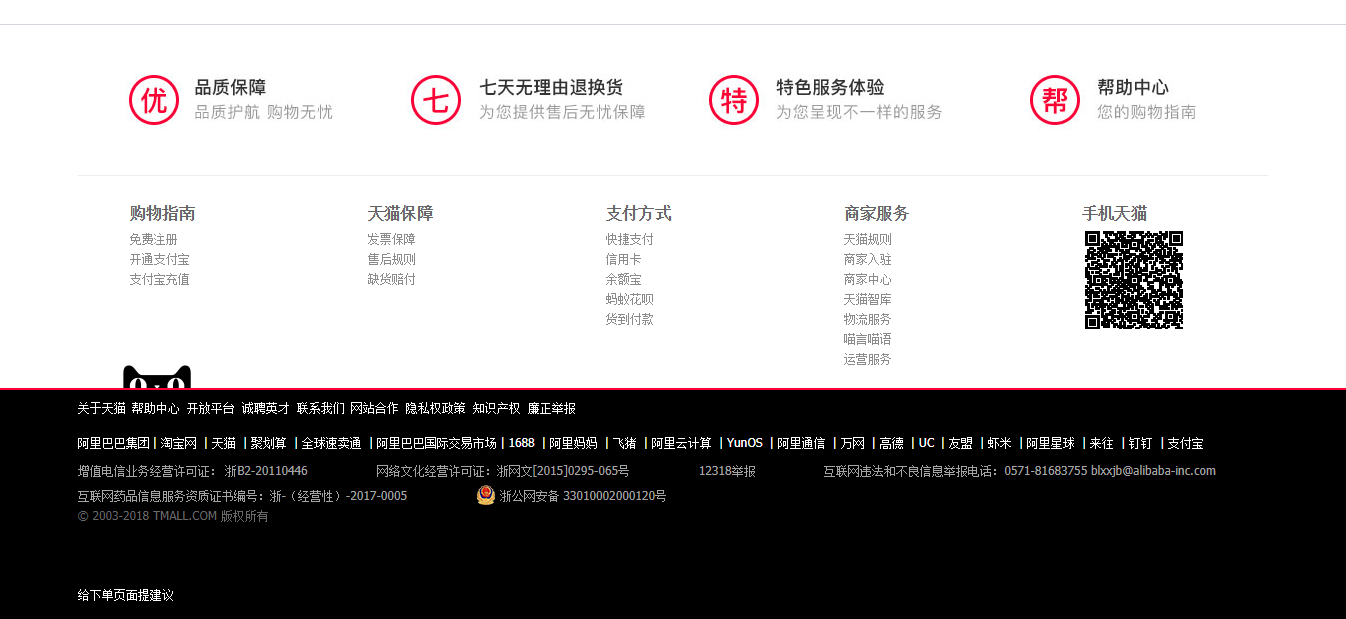 优 品质保障 七 七天无理由退换货 特 特色服务体验 帮 帮助中心
品质护航 购物无忧 为您提供售后无忧保障 为您呈现不一样的服务 您的购物指南
购物指南 天猫保障 支付方式 商家服务 手机天猫
免费注册 发票保障 快捷支付 天猫规则
开通支付宝 售后规则 信用卡 商家入驻
支付宝充值 缺货赔付 余额宝 商家中心
蚂蚁花呗 天猫智库
货到付款 物流服务
喵言喵语
运营服务
关于天猫 帮助中心 开放平台 诚聘英才 联系我们 网站合作 隐私权政策 知识产权 廉正举报
阿里巴巴集团|淘宝网 |天猫 |聚划算 |全球速卖通 |阿里巴巴国际交易市场|1688 |阿里妈妈 |飞猪 |阿里云计算 |YunOS |阿里通信 |万网 |高德 |UC |友盟 |虾米 |阿里星球 |来往 |钉钉 |支付宝
增值电信业务经营许可证：浙B2-20110446 网络文化经营许可证：浙网文[2015]0295-065号 12318举报 互联网违法和不良信息举报电话：0571-81683755 blxxjb@alibaba-inc.com
互联网药品信息服务资质证书编号：浙-（经营性）-2017-0005 浙公网安备 33010002000120号
© 2003-2018 TMALL.COM 版权所有
给下单页面提建议